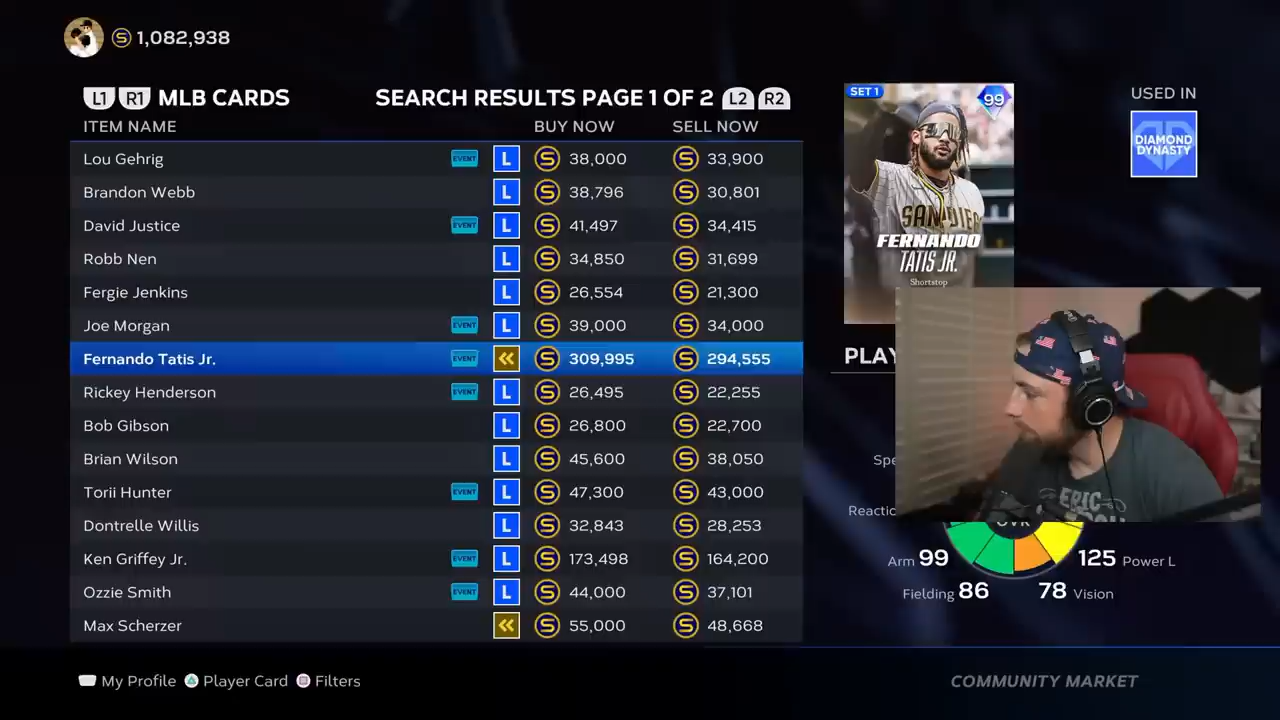 S 1,082,938
L1 R1 MLB CARDS
SEARCH RESULTS PAGE 1 OF 2 L2 R2
ITEM NAME BUY NOW SELL NOW
Lou Gehrig EVENT L S 38,000 S 33,900
Brandon Webb L S 38,796 S 30,801
David Justice EVENT L S 41,497 S 34,415
Robb Nen L S 34,850 S 31,699
Fergie Jenkins L S 26,554 S 21,300
Joe Morgan EVENT L S 39,000 S 34,000
Fernando Tatis Jr. EVENT S 309,995 S 294,555
Rickey Henderson EVENT L S 26,495 S 22,255
Bob Gibson L S 26,800 S 22,700
Brian Wilson L S 45,600 S 38,050
Torii Hunter EVENT L S 47,300 S 43,000
Dontrelle Willis L S 32,843 S 28,253
Ken Griffey Jr. EVENT L S 173,498 S 164,200
Ozzie Smith EVENT L S 44,000 S 37,101
Max Scherzer S 55,000 S 48,668
SET 1
99
SAN DIEG
FERNANDO
TATIS JR.
Shortstop
USED IN
DIAMOND
DYNASTY
PLAY
Spe
Reactio
ERIC
OVR
Arm 99
125 Power L
Fielding 86
78 Vision
My Profile Player Card Filters
COMMUNITY MARKET